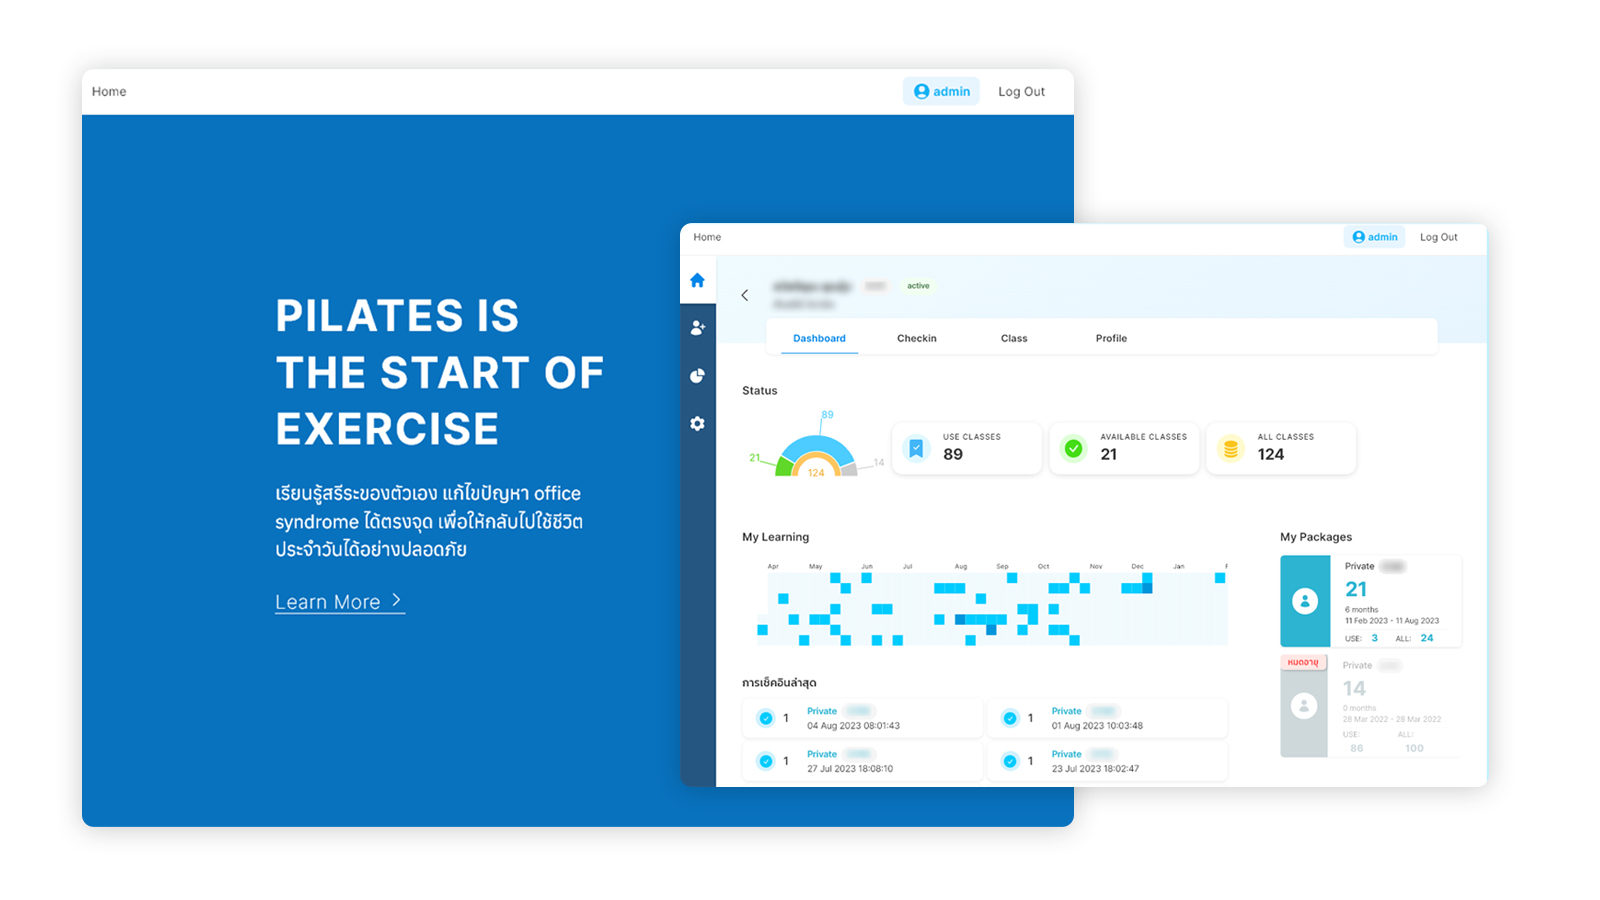 Home
admin
Log Out
PILATES IS
THE START OF
EXERCISE
เรียนรู้สรีระของตัวเอง แก้ไขปัญหา office
syndrome ได้ตรงจุด เพื่อให้กลับไปใช้ชีวิต
ประจำวันได้อย่างปลอดภัย
Learn More
Home
admin
Log Out
active
Dashboard
Checkin
Class
Profile
Status
89
21
14
124
USE CLASSES
89
AVAILABLE CLASSES
21
ALL CLASSES
124
My Learning
Apr May Jun Jul Aug Sep Oct Nov Dec Jan F
การเช็คอินล่าสุด
1
Private
04 Aug 2023 08:01:43
1
Private
01 Aug 2023 10:03:48
1
Private
27 Jul 2023 18:08:10
1
Private
23 Jul 2023 18:02:47
My Packages
Private
21
6 months
11 Feb 2023 - 11 Aug 2023
USE: 3 ALL: 24
หมดอายุ
Private
14
0 months
28 Mar 2022 - 28 Mar 2022
USE: ALL:
86 100